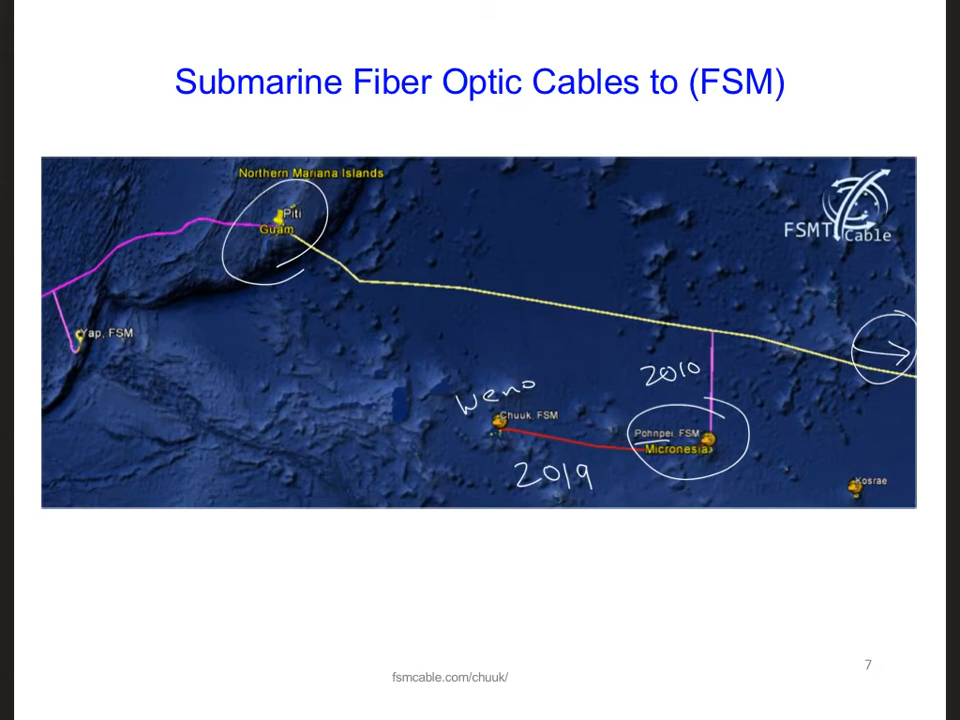 Submarine Fiber Optic Cables to (FSM)
Northern Mariana Islands
Piti
Guam
FSMT Cable
Yap, FSM
2010
Weno
Chuuk, FSM
Pohnpei, FSM
Micronesia
2019
Kosrae
7
fsmcable.com/chuuk/